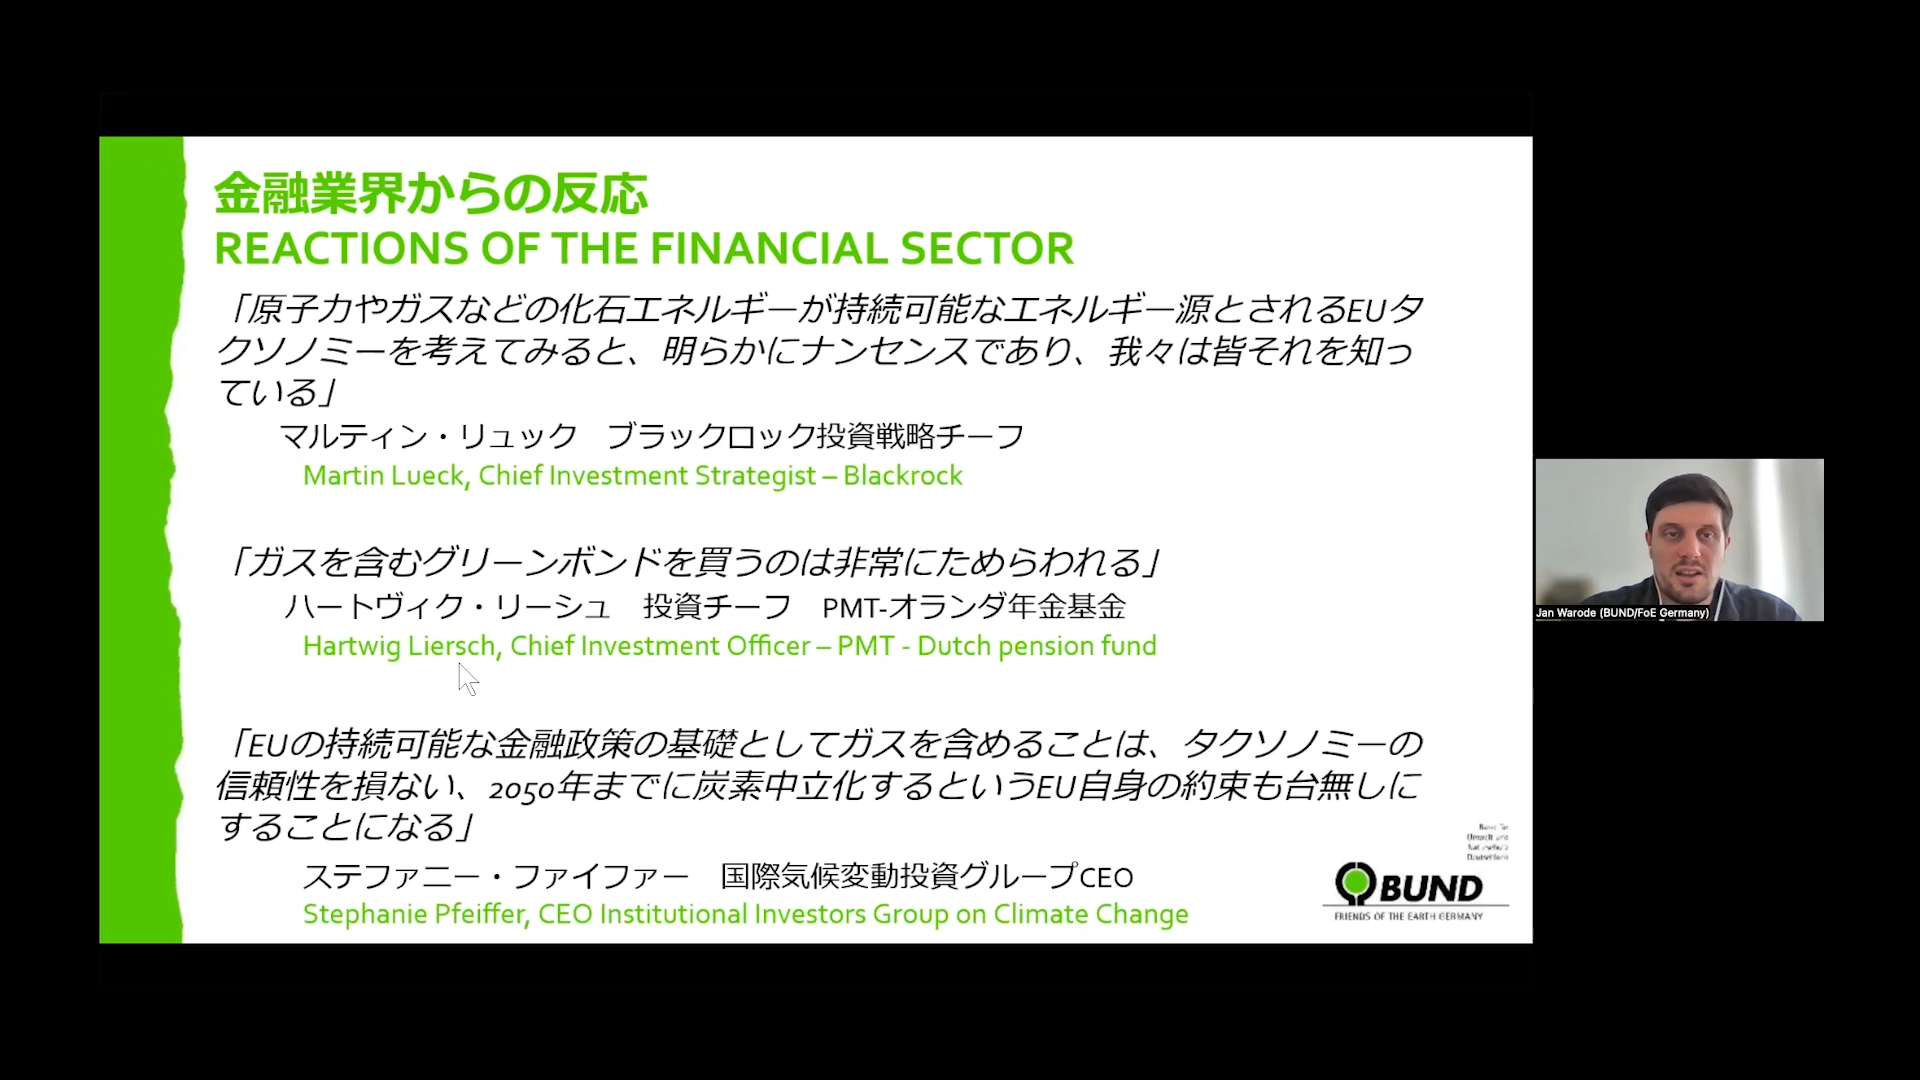 金融業界からの反応
REACTIONS OF THE FINANCIAL SECTOR
「原子力やガスなどの化石エネルギーが持続可能なエネルギー源とされるEUタ
クソノミーを考えてみると、明らかにナンセンスであり、我々は皆それを知っ
ている」
マルティン・リュック　ブラックロック投資戦略チーフ
Martin Lueck, Chief Investment Strategist – Blackrock
「ガスを含むグリーンボンドを買うのは非常にためらわれる」
ハートヴィク・リーシュ　投資チーフ　PMT-オランダ年金基金
Hartwig Liersch, Chief Investment Officer – PMT - Dutch pension fund
「EUの持続可能な金融政策の基礎としてガスを含めることは、タクソノミーの
信頼性を損ない、2050年までに炭素中立化するというEU自身の約束も台無しに
することになる」
ステファニー・ファイファー　国際気候変動投資グループCEO
Stephanie Pfeiffer, CEO Institutional Investors Group on Climate Change
BUND
FRIENDS OF THE EARTH GERMANY
Jan Warode (BUND/FoE Germany)